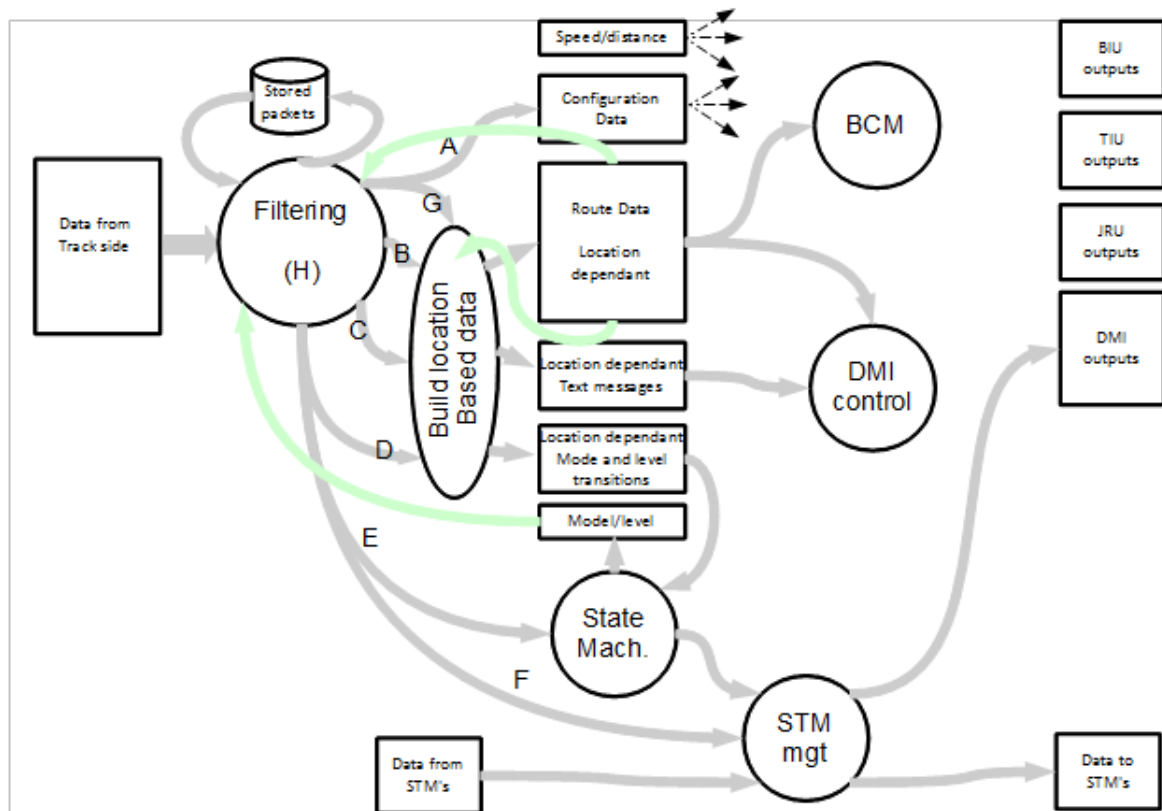 Speed/distance
BIU
outputs
Stored
packets
Configuration
Data
BCM
TIU
outputs
A
Data from
Track side
Filtering
(H)
G
B
C
D
E
F
Build location
Based data
Route Data
Location
dependant
JRU
outputs
DMI
outputs
Location dependant
Text messages
DMI
control
Location dependant
Mode and level
transitions
Model/level
State
Mach.
STM
mgt
Data from
STM's
Data to
STM's